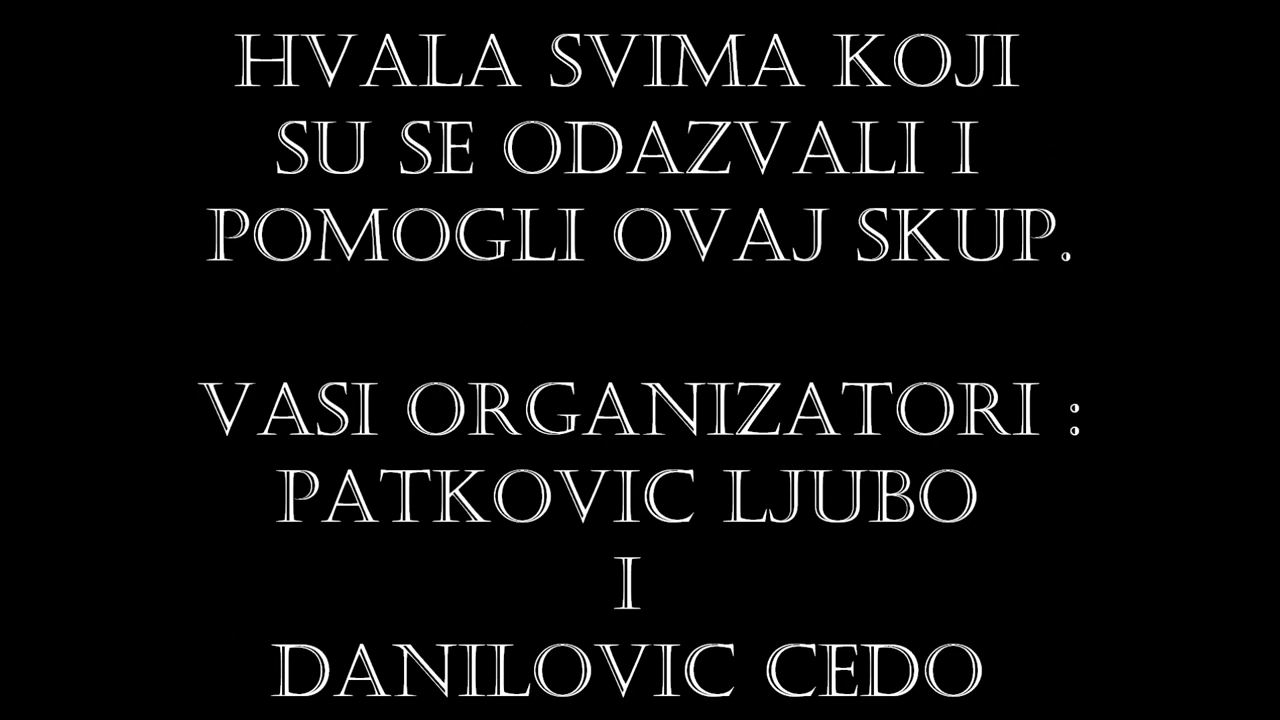 HVALA SVIMA KOJI
SU SE ODAZVALI I
POMOGLI OVAJ SKUP.
VASI ORGANIZATORI :
PATKOVIC LJUBO
I
DANILOVIC CEDO